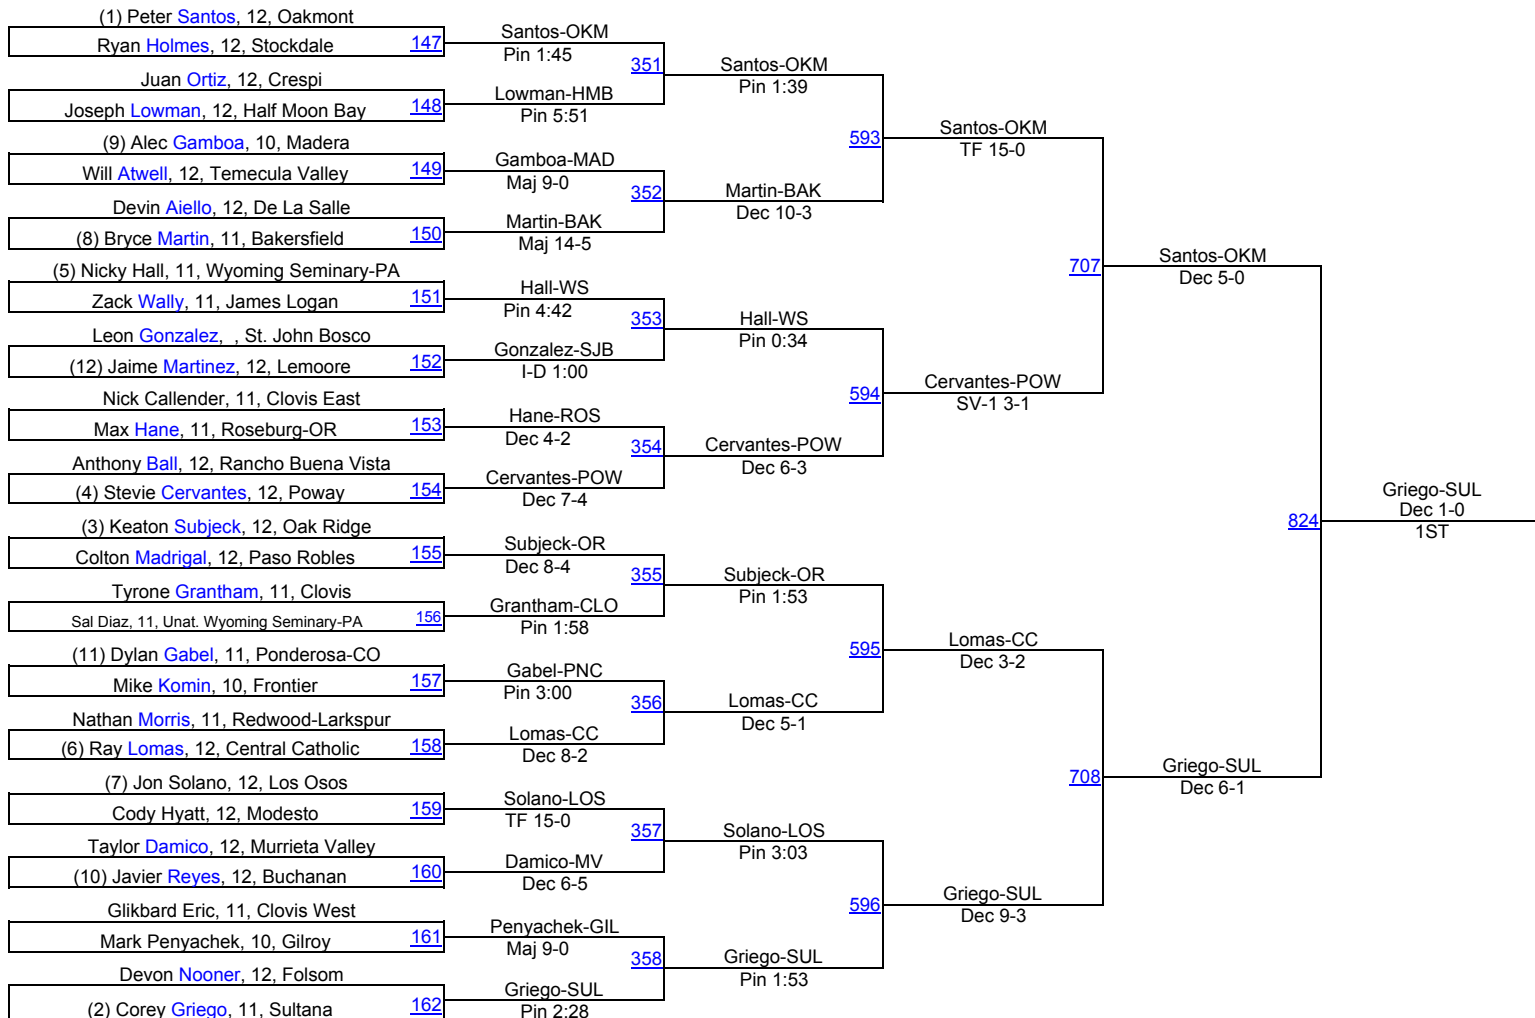 (1) Peter Santos, 12, Oakmont
Ryan Holmes, 12, Stockdale
147
Juan Ortiz, 12, Crespi
Joseph Lowman, 12, Half Moon Bay
148
(9) Alec Gamboa, 10, Madera
Will Atwell, 12, Temecula Valley
149
Devin Aiello, 12, De La Salle
(8) Bryce Martin, 11, Bakersfield
150
(5) Nicky Hall, 11, Wyoming Seminary-PA
Zack Wally, 11, James Logan
151
Leon Gonzalez, , St. John Bosco
(12) Jaime Martinez, 12, Lemoore
152
Nick Callender, 11, Clovis East
Max Hane, 11, Roseburg-OR
153
Anthony Ball, 12, Rancho Buena Vista
(4) Stevie Cervantes, 12, Poway
154
(3) Keaton Subjeck, 12, Oak Ridge
Colton Madrigal, 12, Paso Robles
155
Tyrone Grantham, 11, Clovis
Sal Diaz, 11, Unat. Wyoming Seminary-PA
156
(11) Dylan Gabel, 11, Ponderosa-CO
Mike Komin, 10, Frontier
157
Nathan Morris, 11, Redwood-Larkspur
(6) Ray Lomas, 12, Central Catholic
158
(7) Jon Solano, 12, Los Osos
Cody Hyatt, 12, Modesto
159
Taylor Damico, 12, Murrieta Valley
(10) Javier Reyes, 12, Buchanan
160
Glikbard Eric, 11, Clovis West
Mark Penyachek, 10, Gilroy
161
Devon Nooner, 12, Folsom
(2) Corey Griego, 11, Sultana
162
Santos-OKM
Pin 1:45
351
Lowman-HMB
Pin 5:51
Gamboa-MAD
Maj 9-0
352
Martin-BAK
Maj 14-5
Hall-WS
Pin 4:42
353
Gonzalez-SJB
I-D 1:00
Hane-ROS
Dec 4-2
354
Cervantes-POW
Dec 7-4
Subjeck-OR
Dec 8-4
355
Grantham-CLO
Pin 1:58
Gabel-PNC
Pin 3:00
356
Lomas-CC
Dec 8-2
Solano-LOS
TF 15-0
357
Damico-MV
Dec 6-5
Penyachek-GIL
Maj 9-0
358
Griego-SUL
Pin 2:28
Santos-OKM
Pin 1:39
593
Martin-BAK
Dec 10-3
Hall-WS
Pin 0:34
594
Cervantes-POW
Dec 6-3
Subjeck-OR
Pin 1:53
595
Lomas-CC
Dec 5-1
Solano-LOS
Pin 3:03
596
Griego-SUL
Pin 1:53
Santos-OKM
TF 15-0
707
Cervantes-POW
SV-1 3-1
Lomas-CC
Dec 3-2
708
Griego-SUL
Dec 9-3
Santos-OKM
Dec 5-0
824
Griego-SUL
Dec 6-1
Griego-SUL
Dec 1-0
1ST